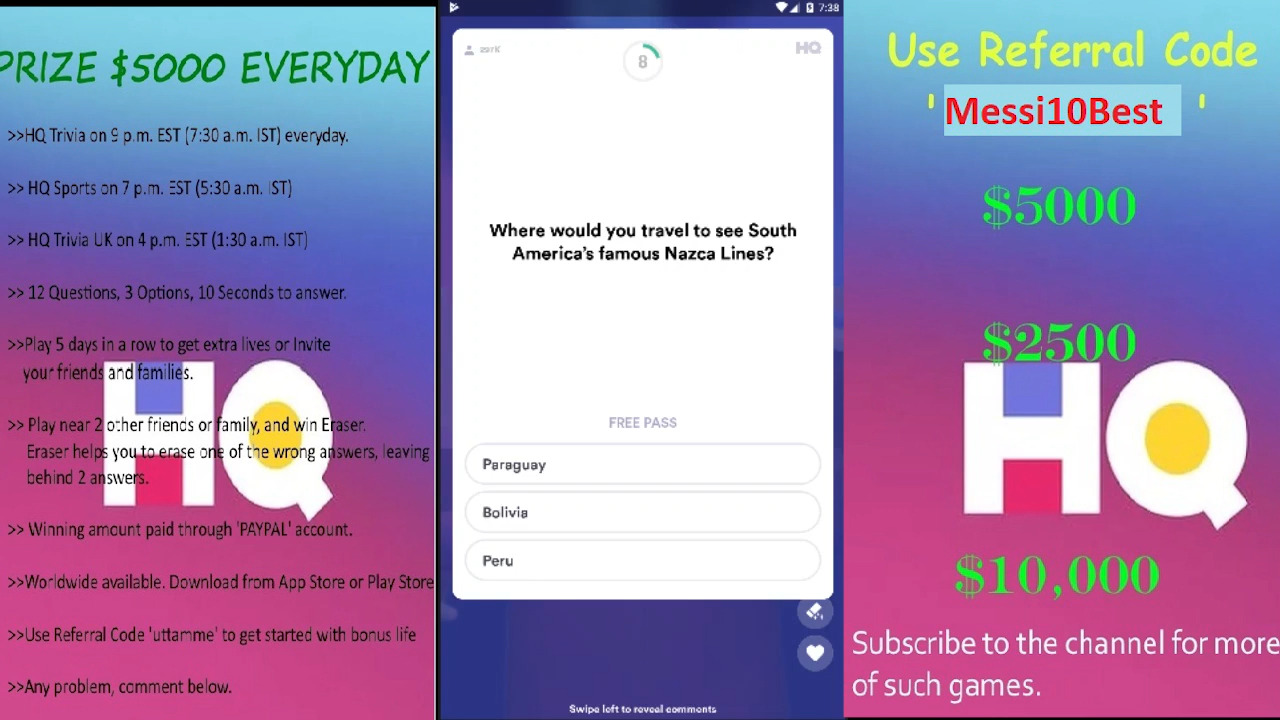 PRIZE $5000 EVERYDAY
>>HQ Trivia on 9 p.m. EST (7:30 a.m. IST) everyday.
>> HQ Sports on 7 p.m. EST (5:30 a.m. IST)
>> HQ Trivia UK on 4 p.m. EST (1:30 a.m. IST)
>> 12 Questions, 3 Options, 10 Seconds to answer.
>>Play 5 days in a row to get extra lives or Invite
your friends and families.
>> Play near 2 other friends or family, and win Eraser.
Eraser helps you to erase one of the wrong answers, leaving
behind 2 answers.
>> Winning amount paid through 'PAYPAL' account.
>>Worldwide available. Download from App Store or Play Store
>>Use Referral Code 'uttamme' to get started with bonus life
>>Any problem, comment below.
HQ
7:38
297K
8
HQ
Where would you travel to see South
America's famous Nazca Lines?
FREE PASS
Paraguay
Bolivia
Peru
Swipe left to reveal comments
Use Referral Code
' Messi10Best '
$5000
$2500
HQ
$10,000
Subscribe to the channel for more
of such games.